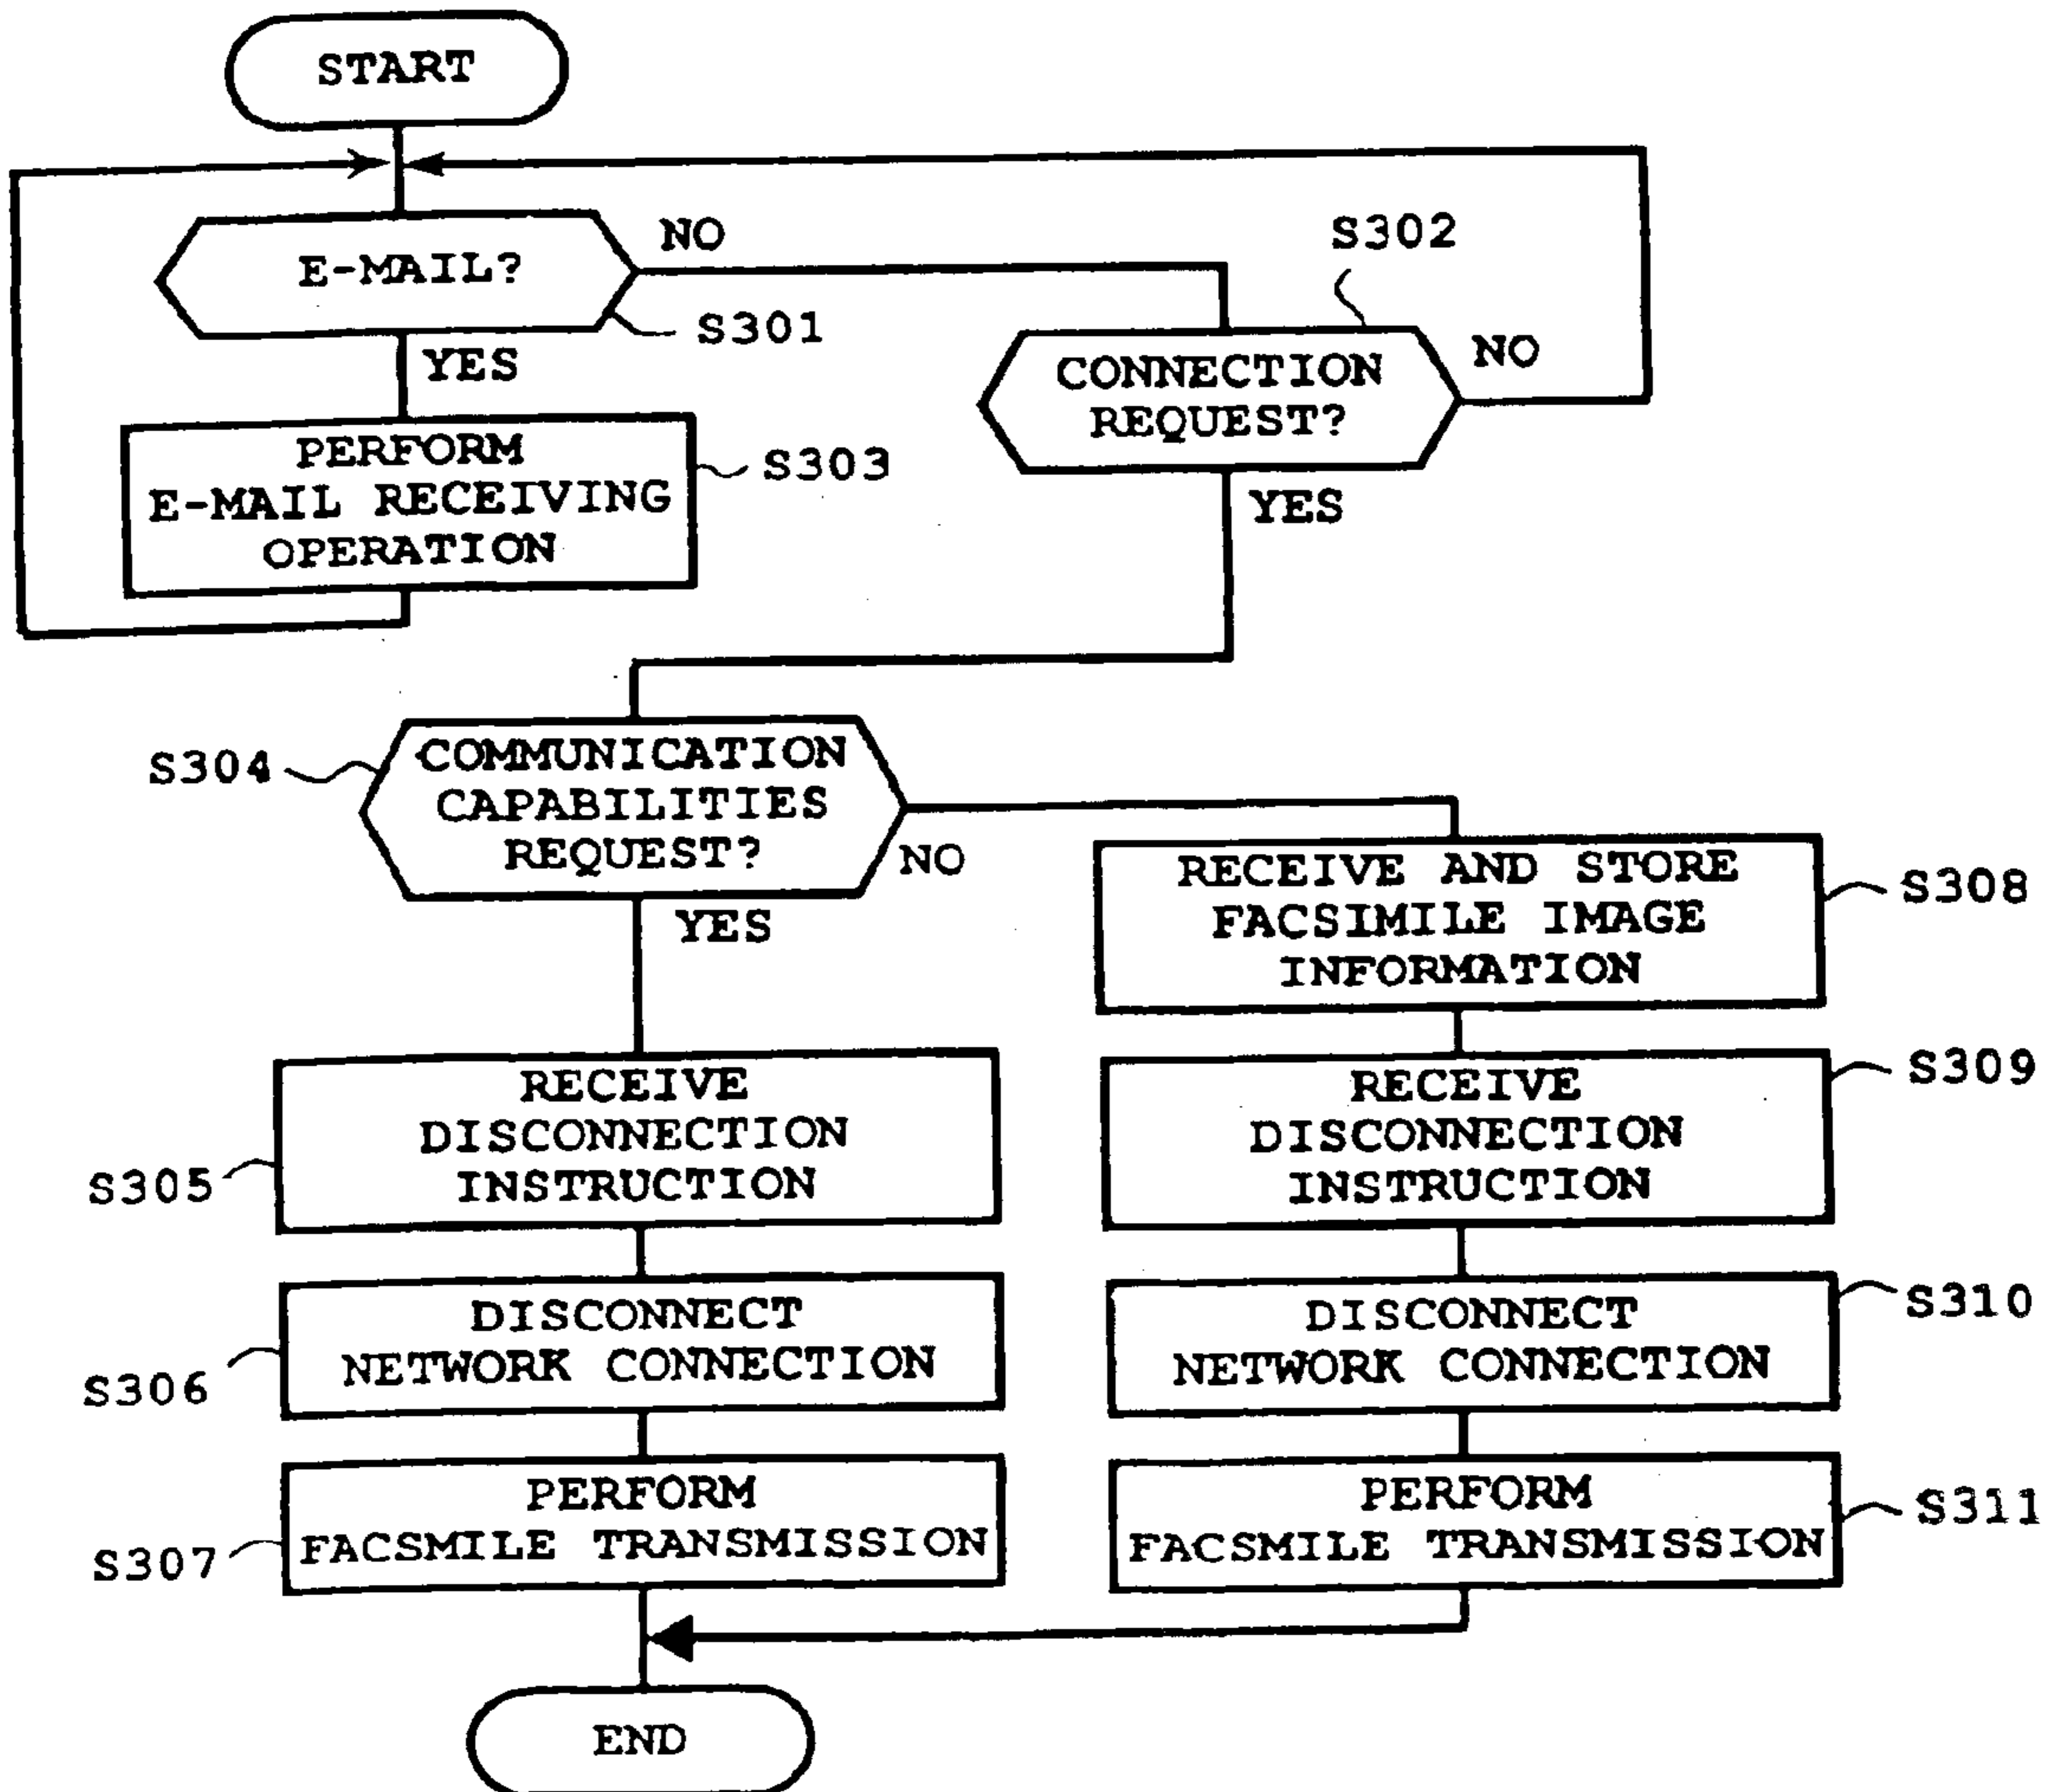 START
E-MAIL?
NO
S301
YES
S302
CONNECTION
REQUEST?
NO
YES
PERFORM
E-MAIL RECEIVING
OPERATION
S303
S304
COMMUNICATION
CAPABILITIES
REQUEST?
NO
YES
RECEIVE AND STORE
FACSIMILE IMAGE
INFORMATION
S308
RECEIVE
DISCONNECTION
INSTRUCTION
S305
RECEIVE
DISCONNECTION
INSTRUCTION
S309
DISCONNECT
NETWORK CONNECTION
S306
DISCONNECT
NETWORK CONNECTION
S310
PERFORM
FACSMILE TRANSMISSION
S307
PERFORM
FACSMILE TRANSMISSION
S311
END